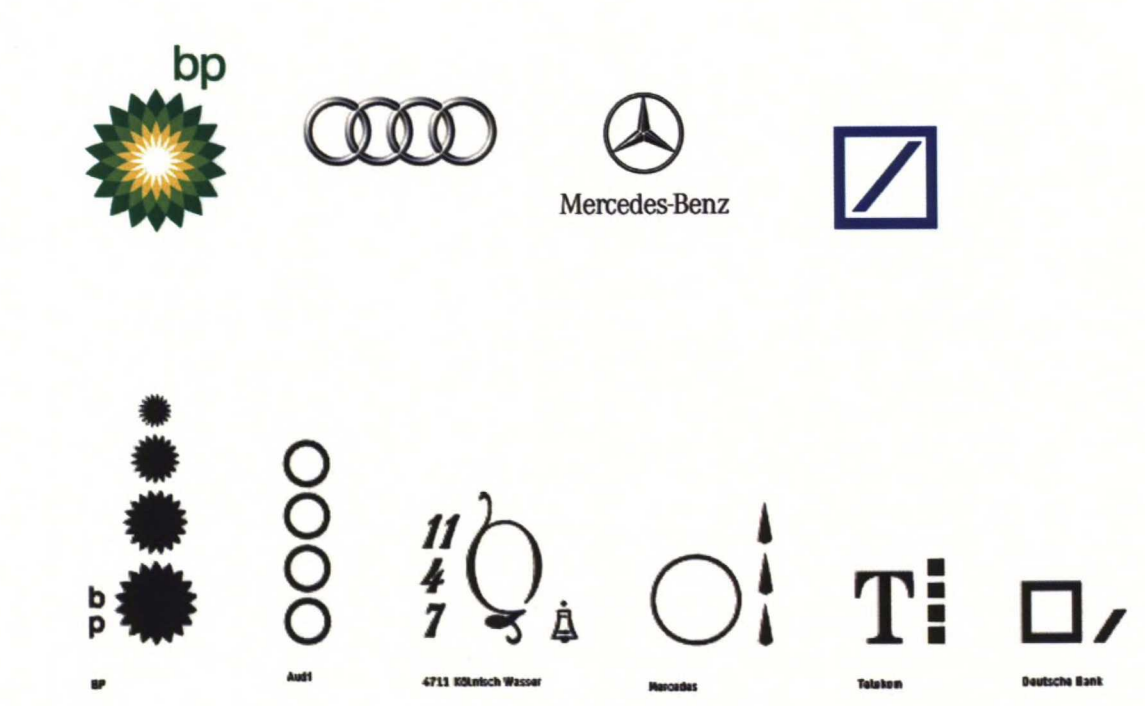 bp
Mercedes-Benz
b
p
11
4
7
T
BP
Audi
4711 Kölnisch Wasser
Mercedes
Telekom
Deutsche Bank